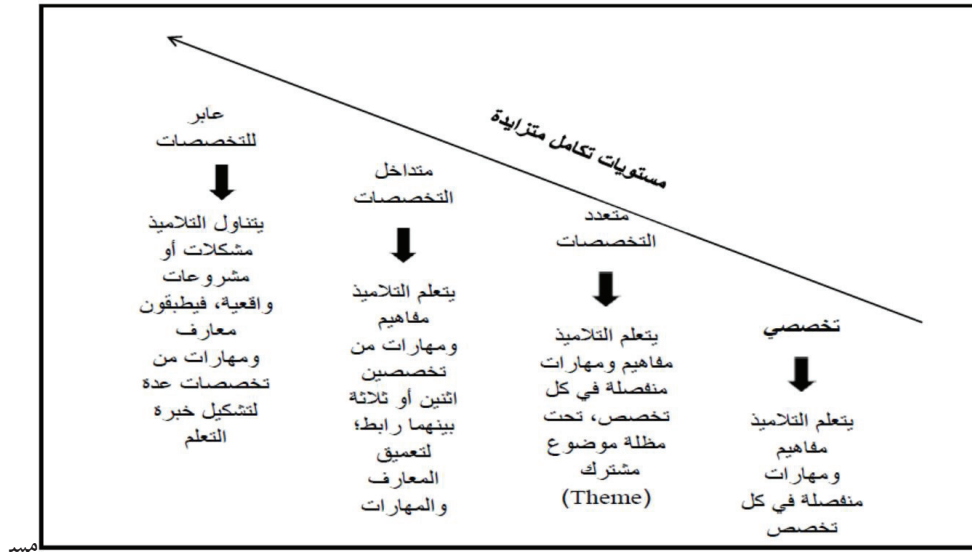 مستويات تكامل متزايدة
تخصصي
يتعلم التلاميذ
مفاهيم
ومهارات
منفصلة في كل
تخصص
متعدد
التخصصات
يتعلم التلاميذ
مفاهيم ومهارات
منفصلة في كل
تخصص، تحت
مظلة موضوع
مشترك
(Theme)
متداخل
التخصصات
يتعلم التلاميذ
مفاهيم
ومهارات من
تخصصين
اثنين أو ثلاثة
بينهما رابط؛
لتعميق
المعارف
والمهارات
عابر
للتخصصات
يتناول التلاميذ
مشكلات أو
مشروعات
واقعية، فيطبقون
معارف
ومهارات من
تخصصات عدة
لتشكيل خبرة
التعلم